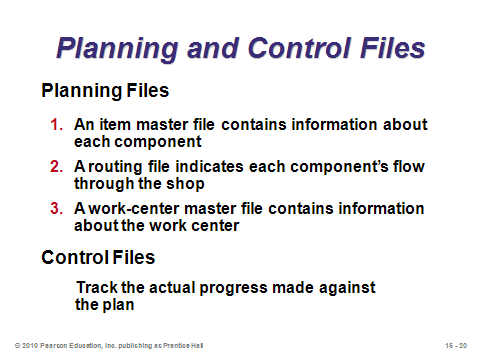 Planning and Control Files
Planning Files
1. An item master file contains information about
each component
2. A routing file indicates each component's flow
through the shop
3. A work-center master file contains information
about the work center
Control Files
Track the actual progress made against
the plan
© 2010 Pearson Education, Inc. publishing as Prentice Hall
15 - 20